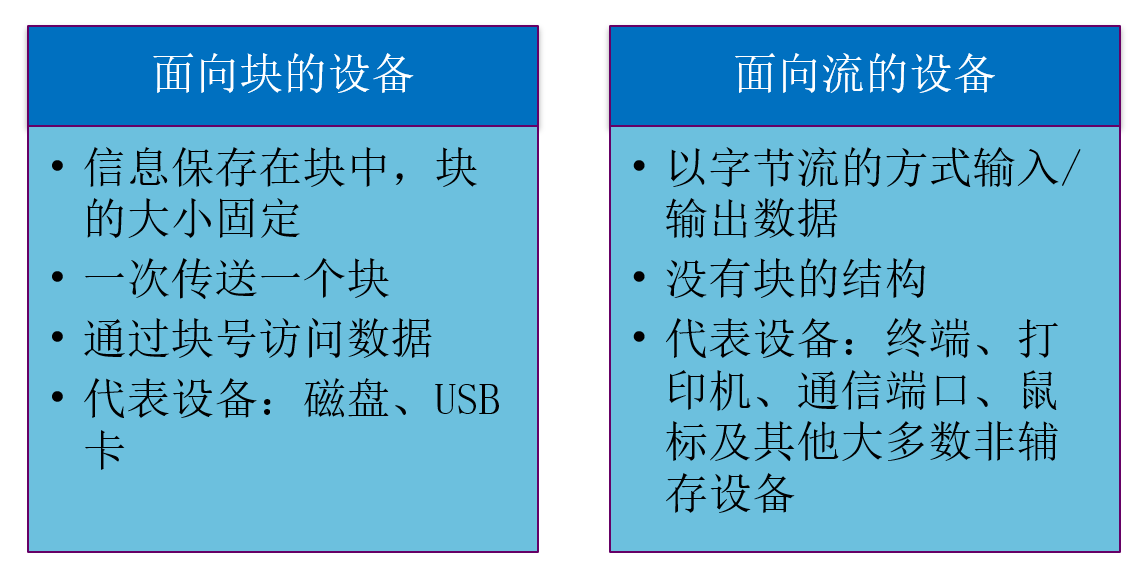 面向块的设备
• 信息保存在块中，块
的大小固定
• 一次传送一个块
• 通过块号访问数据
• 代表设备：磁盘、USB
卡
面向流的设备
• 以字节流的方式输入/
输出数据
• 没有块的结构
• 代表设备：终端、打
印机、通信端口、鼠
标及其他大多数非辅
存设备